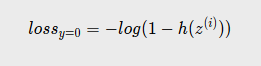 loss_{y=0} = −log(1 − h(z^{(i)}))